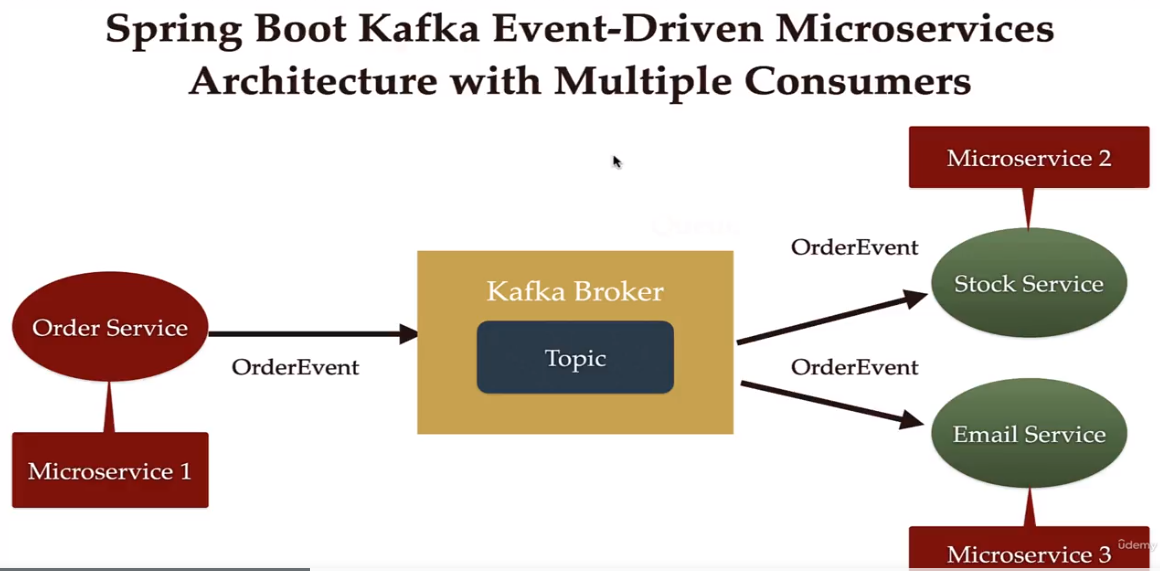 Spring Boot Kafka Event-Driven Microservices
Architecture with Multiple Consumers
Microservice 2
OrderEvent
Stock Service
Kafka Broker
Order Service
Topic
OrderEvent
OrderEvent
Email Service
Microservice 1
Microservice 3
ûdemy